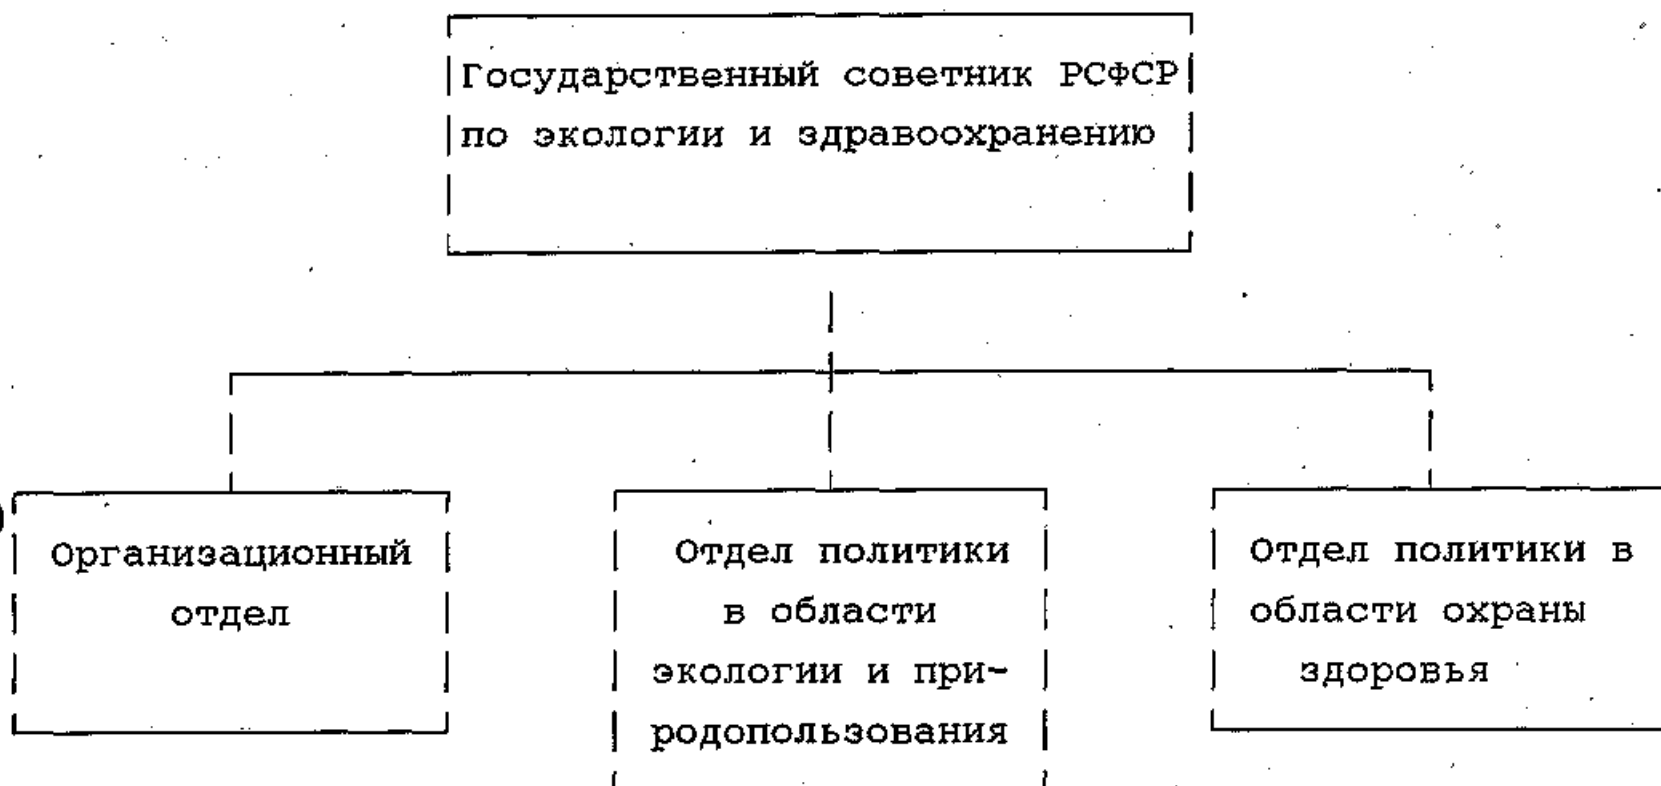 Государственный советник РСФСР
по экологии и здравоохранению
Организационный
отдел
Отдел политики
в области
экологии и при-
родопользования
Отдел политики в
области охраны
здоровья